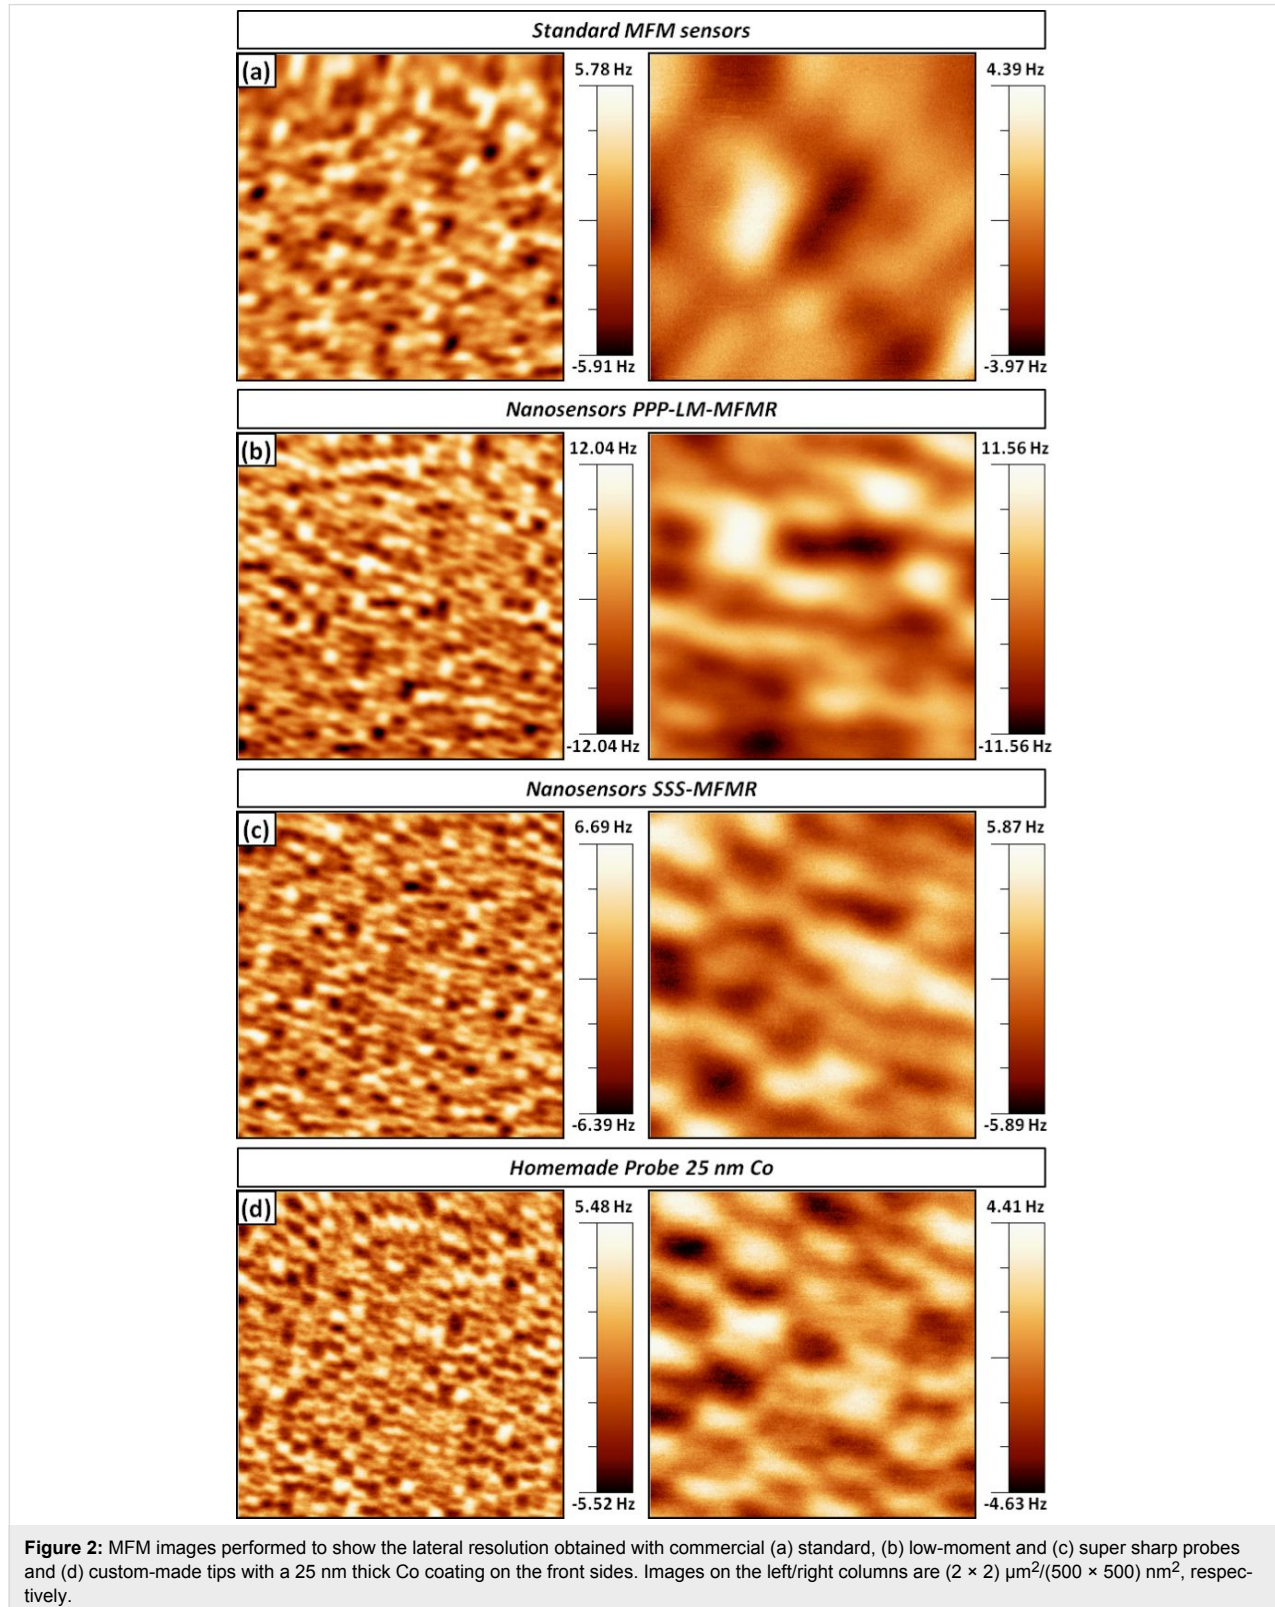 Standard MFM sensors
(a)
5.78 Hz
-5.91 Hz
4.39 Hz
-3.97 Hz
Nanosensors PPP-LM-MFMR
(b)
12.04 Hz
-12.04 Hz
11.56 Hz
-11.56 Hz
Nanosensors SSS-MFMR
(c)
6.69 Hz
-6.39 Hz
5.87 Hz
-5.89 Hz
Homemade Probe 25 nm Co
(d)
5.48 Hz
-5.52 Hz
4.41 Hz
-4.63 Hz
Figure 2: MFM images performed to show the lateral resolution obtained with commercial (a) standard, (b) low-moment and (c) super sharp probes
and (d) custom-made tips with a 25 nm thick Co coating on the front sides. Images on the left/right columns are (2 × 2) µm²/(500 × 500) nm², respec-
tively.